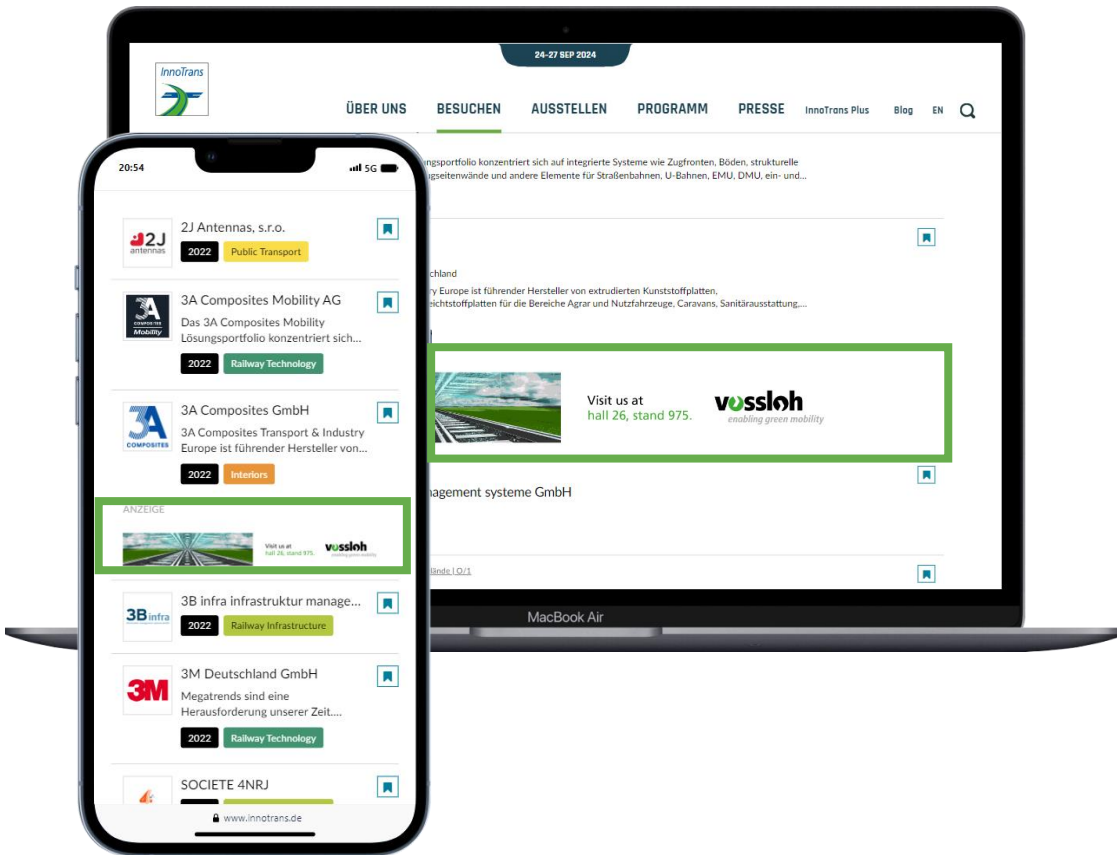 24-27 SEP 2024
InnoTrans
ÜBER UNS BESUCHEN AUSSTELLEN PROGRAMM PRESSE InnoTrans Plus Blog EN
konzentriert sich auf integrierte Systeme wie Zugfronten, Böden, strukturelle
und andere Elemente für Straßenbahnen, U-Bahnen, EMU, DMU, ein- und...
Europe ist führender Hersteller von extrudierten Kunststoffplatten,
für die Bereiche Agrar und Nutzfahrzeuge, Caravans, Sanitärausstattung,...
Visit us at
hall 26, stand 975.
vossloh
enabling green mobility
systeme GmbH
O/1
MacBook Air
20:54 5G
2J
antennas
2J Antennas, s.r.o.
2022 Public Transport
3A
COMPOSITES
Mobility
3A Composites Mobility AG
Das 3A Composites Mobility
Lösungsportfolio konzentriert sich...
2022 Railway Technology
3A
COMPOSITES
3A Composites GmbH
3A Composites Transport & Industry
Europe ist führender Hersteller von...
2022 Interiors
ANZEIGE
Visit us at
hall 26, stand 975.
vossloh
enabling green mobility
3B infra
3B infra infrastruktur manage...
2022 Railway Infrastructure
3M
3M Deutschland GmbH
Megatrends sind eine
Herausforderung unserer Zeit....
2022 Railway Technology
SOCIETE 4NRJ
www.innotrans.de